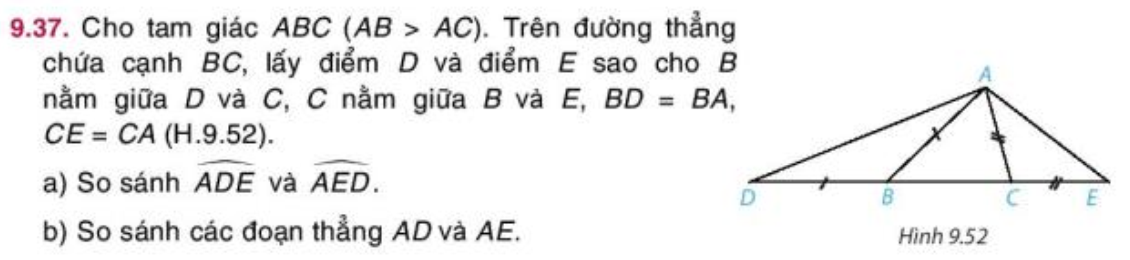 9.37. Cho tam giác ABC (AB > AC). Trên đường thẳng
chứa cạnh BC, lấy điểm D và điểm E sao cho B
nằm giữa D và C, C nằm giữa B và E, BD = BA,
CE = CA (H.9.52).
a) So sánh \widehat{ADE} và \widehat{AED}.
b) So sánh các đoạn thẳng AD và AE.
A
D B C E
Hình 9.52